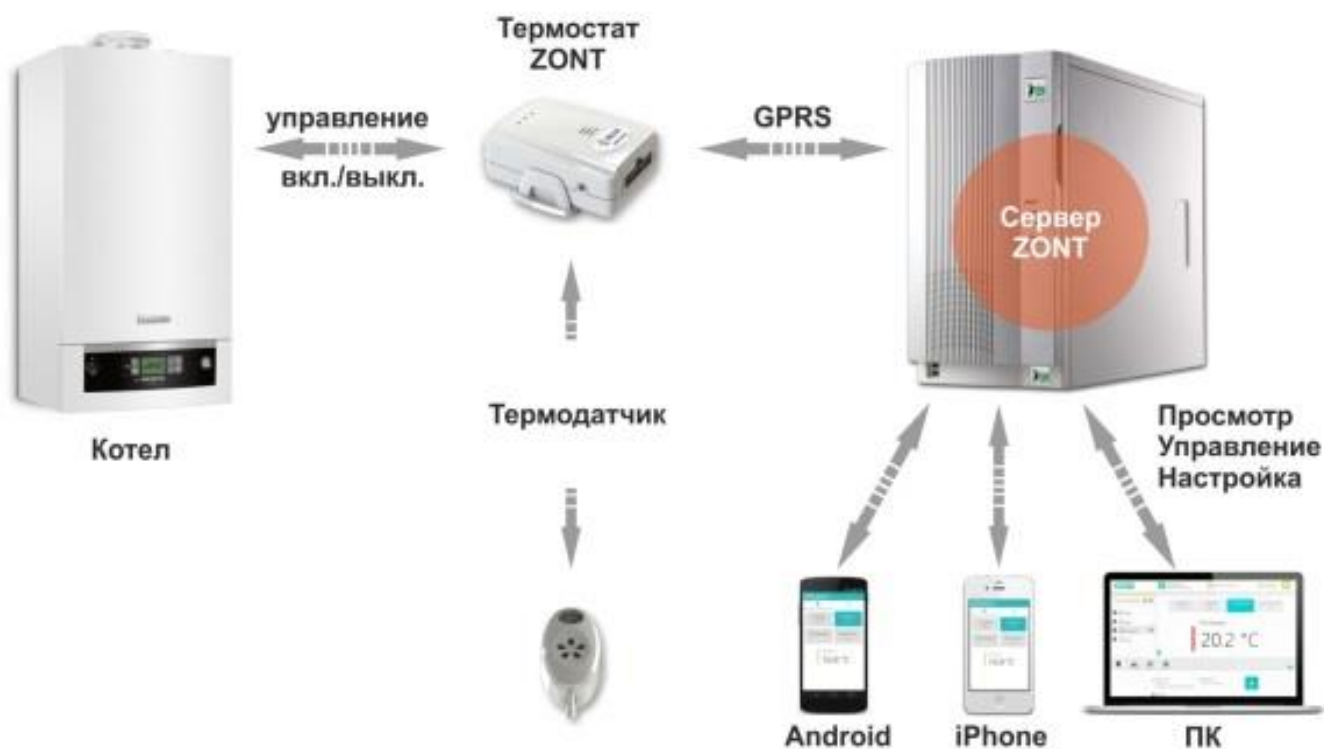 Термостат
ZONT
управление
вкл./выкл.
GPRS
Сервер
ZONT
Котел
Термодатчик
Просмотр
Управление
Настройка
20.2 °C
Android
iPhone
ПК